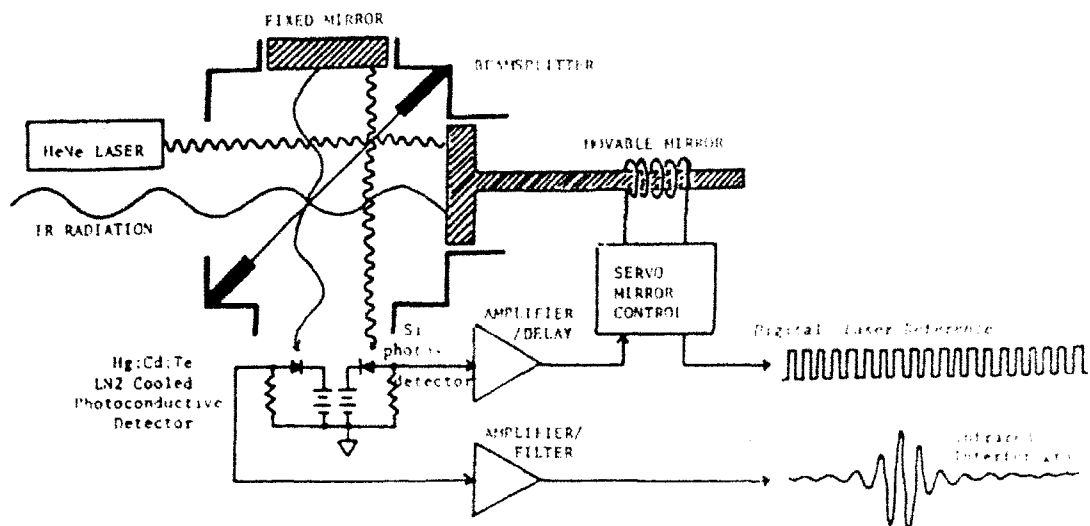 FIXED MIRROR
BEAMSPLITTER
HeNe LASER
MOVABLE MIRROR
IR RADIATION
SERVO
MIRROR
CONTROL
AMPLIFIER
/DELAY
Si
photo-
detector
Digital Laser Reference
Hg:Cd:Te
LN2 Cooled
Photoconductive
Detector
AMPLIFIER/
FILTER
Infrared